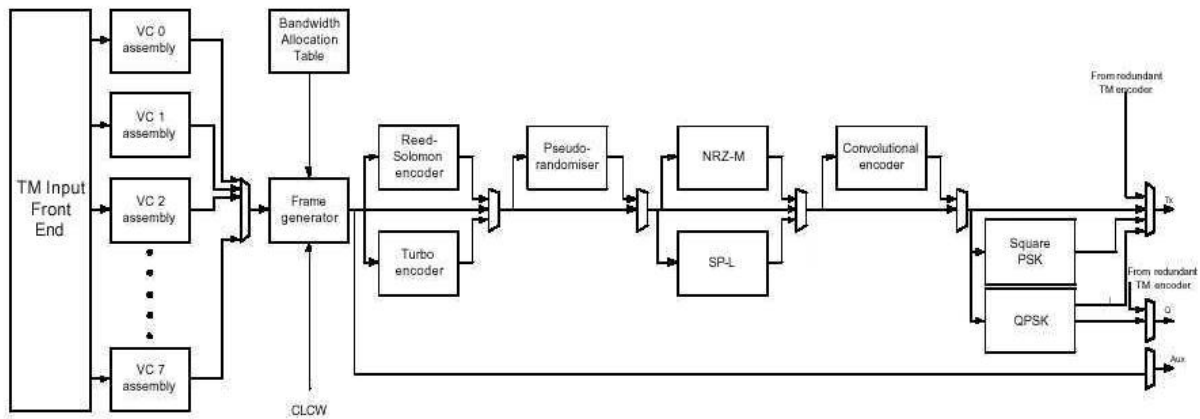 TM Input
Front
End
VC 0
assembly
VC 1
assembly
VC 2
assembly
VC 7
assembly
Bandwidth
Allocation
Table
Frame
generator
CLCW
Reed-
Solomon
encoder
Turbo
encoder
Pseudo-
randomiser
NRZ-M
SP-L
Convolutional
encoder
Square
PSK
QPSK
From redundant
TM encoder
Tx
From redundant
TM encoder
I
Q
Aux